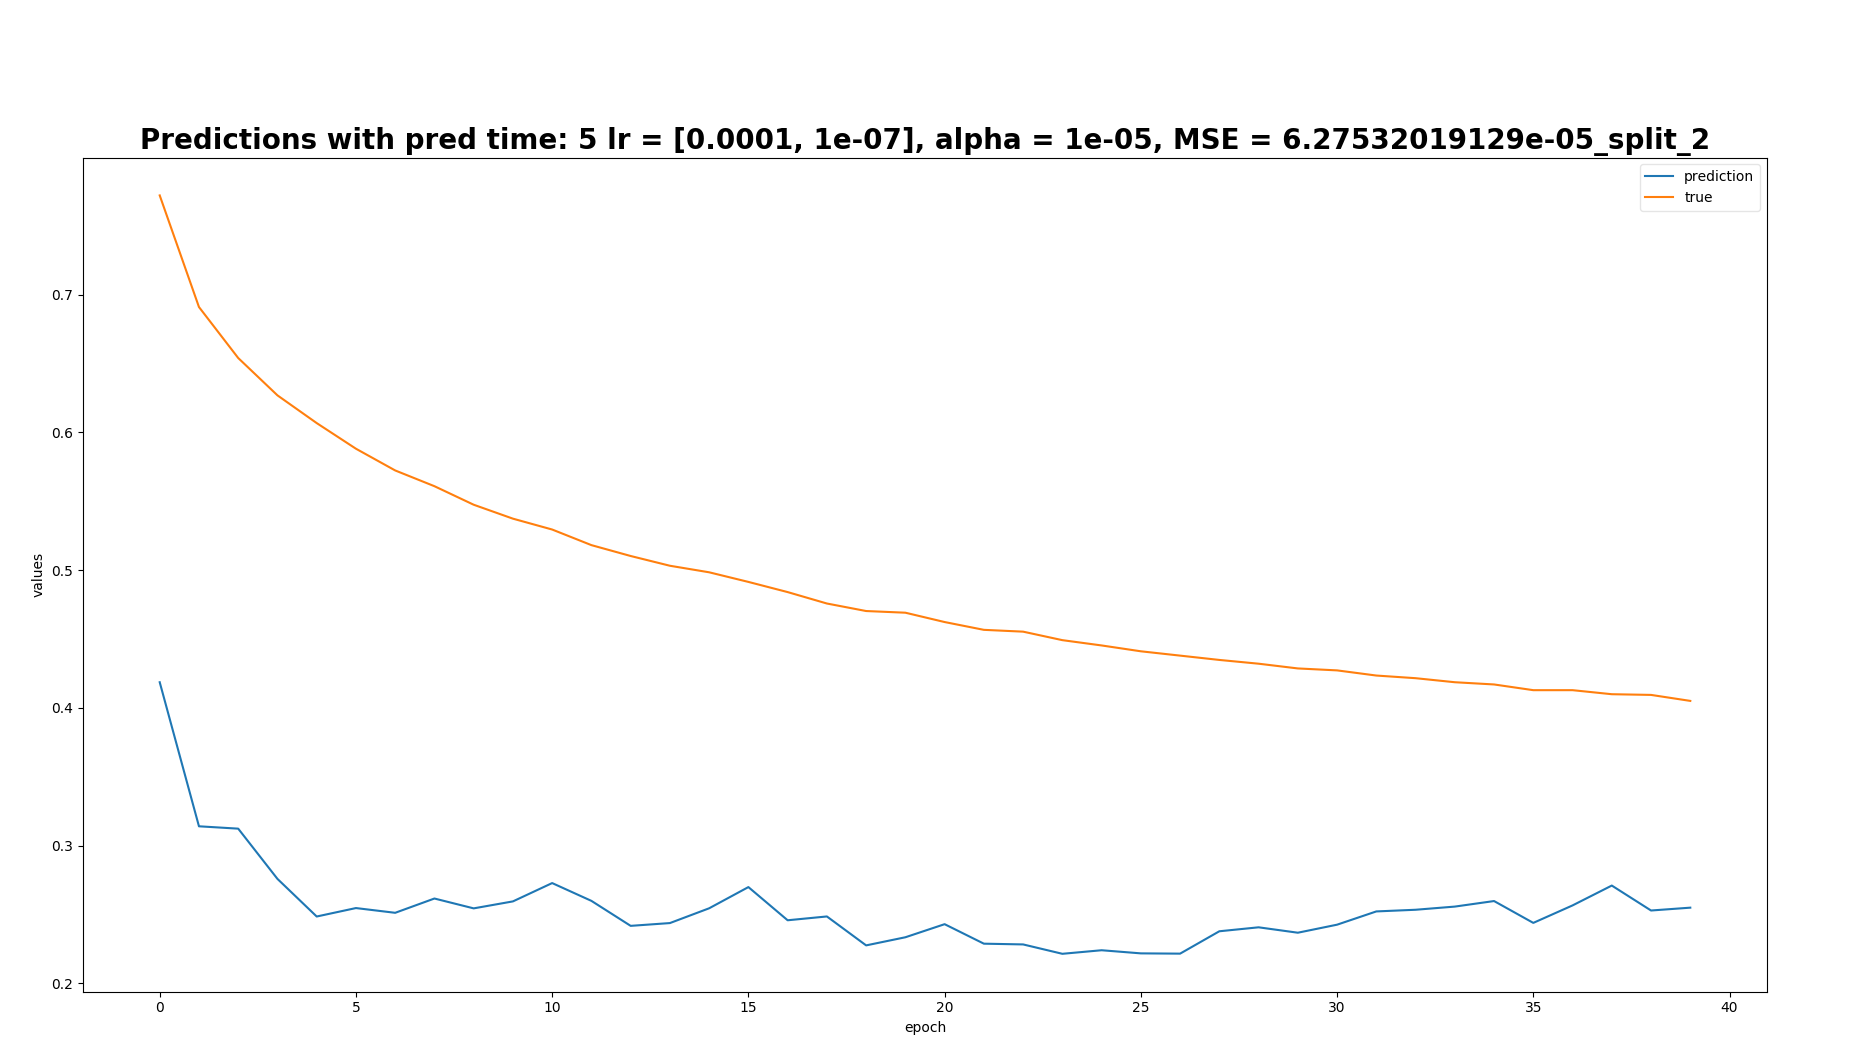 Predictions with pred time: 5 lr = [0.0001, 1e-07], alpha = 1e-05, MSE = 6.27532019129e-05_split_2
prediction
true
0.7
0.6
0.5
0.4
0.3
0.2
values
0 5 10 15 20 25 30 35 40
epoch